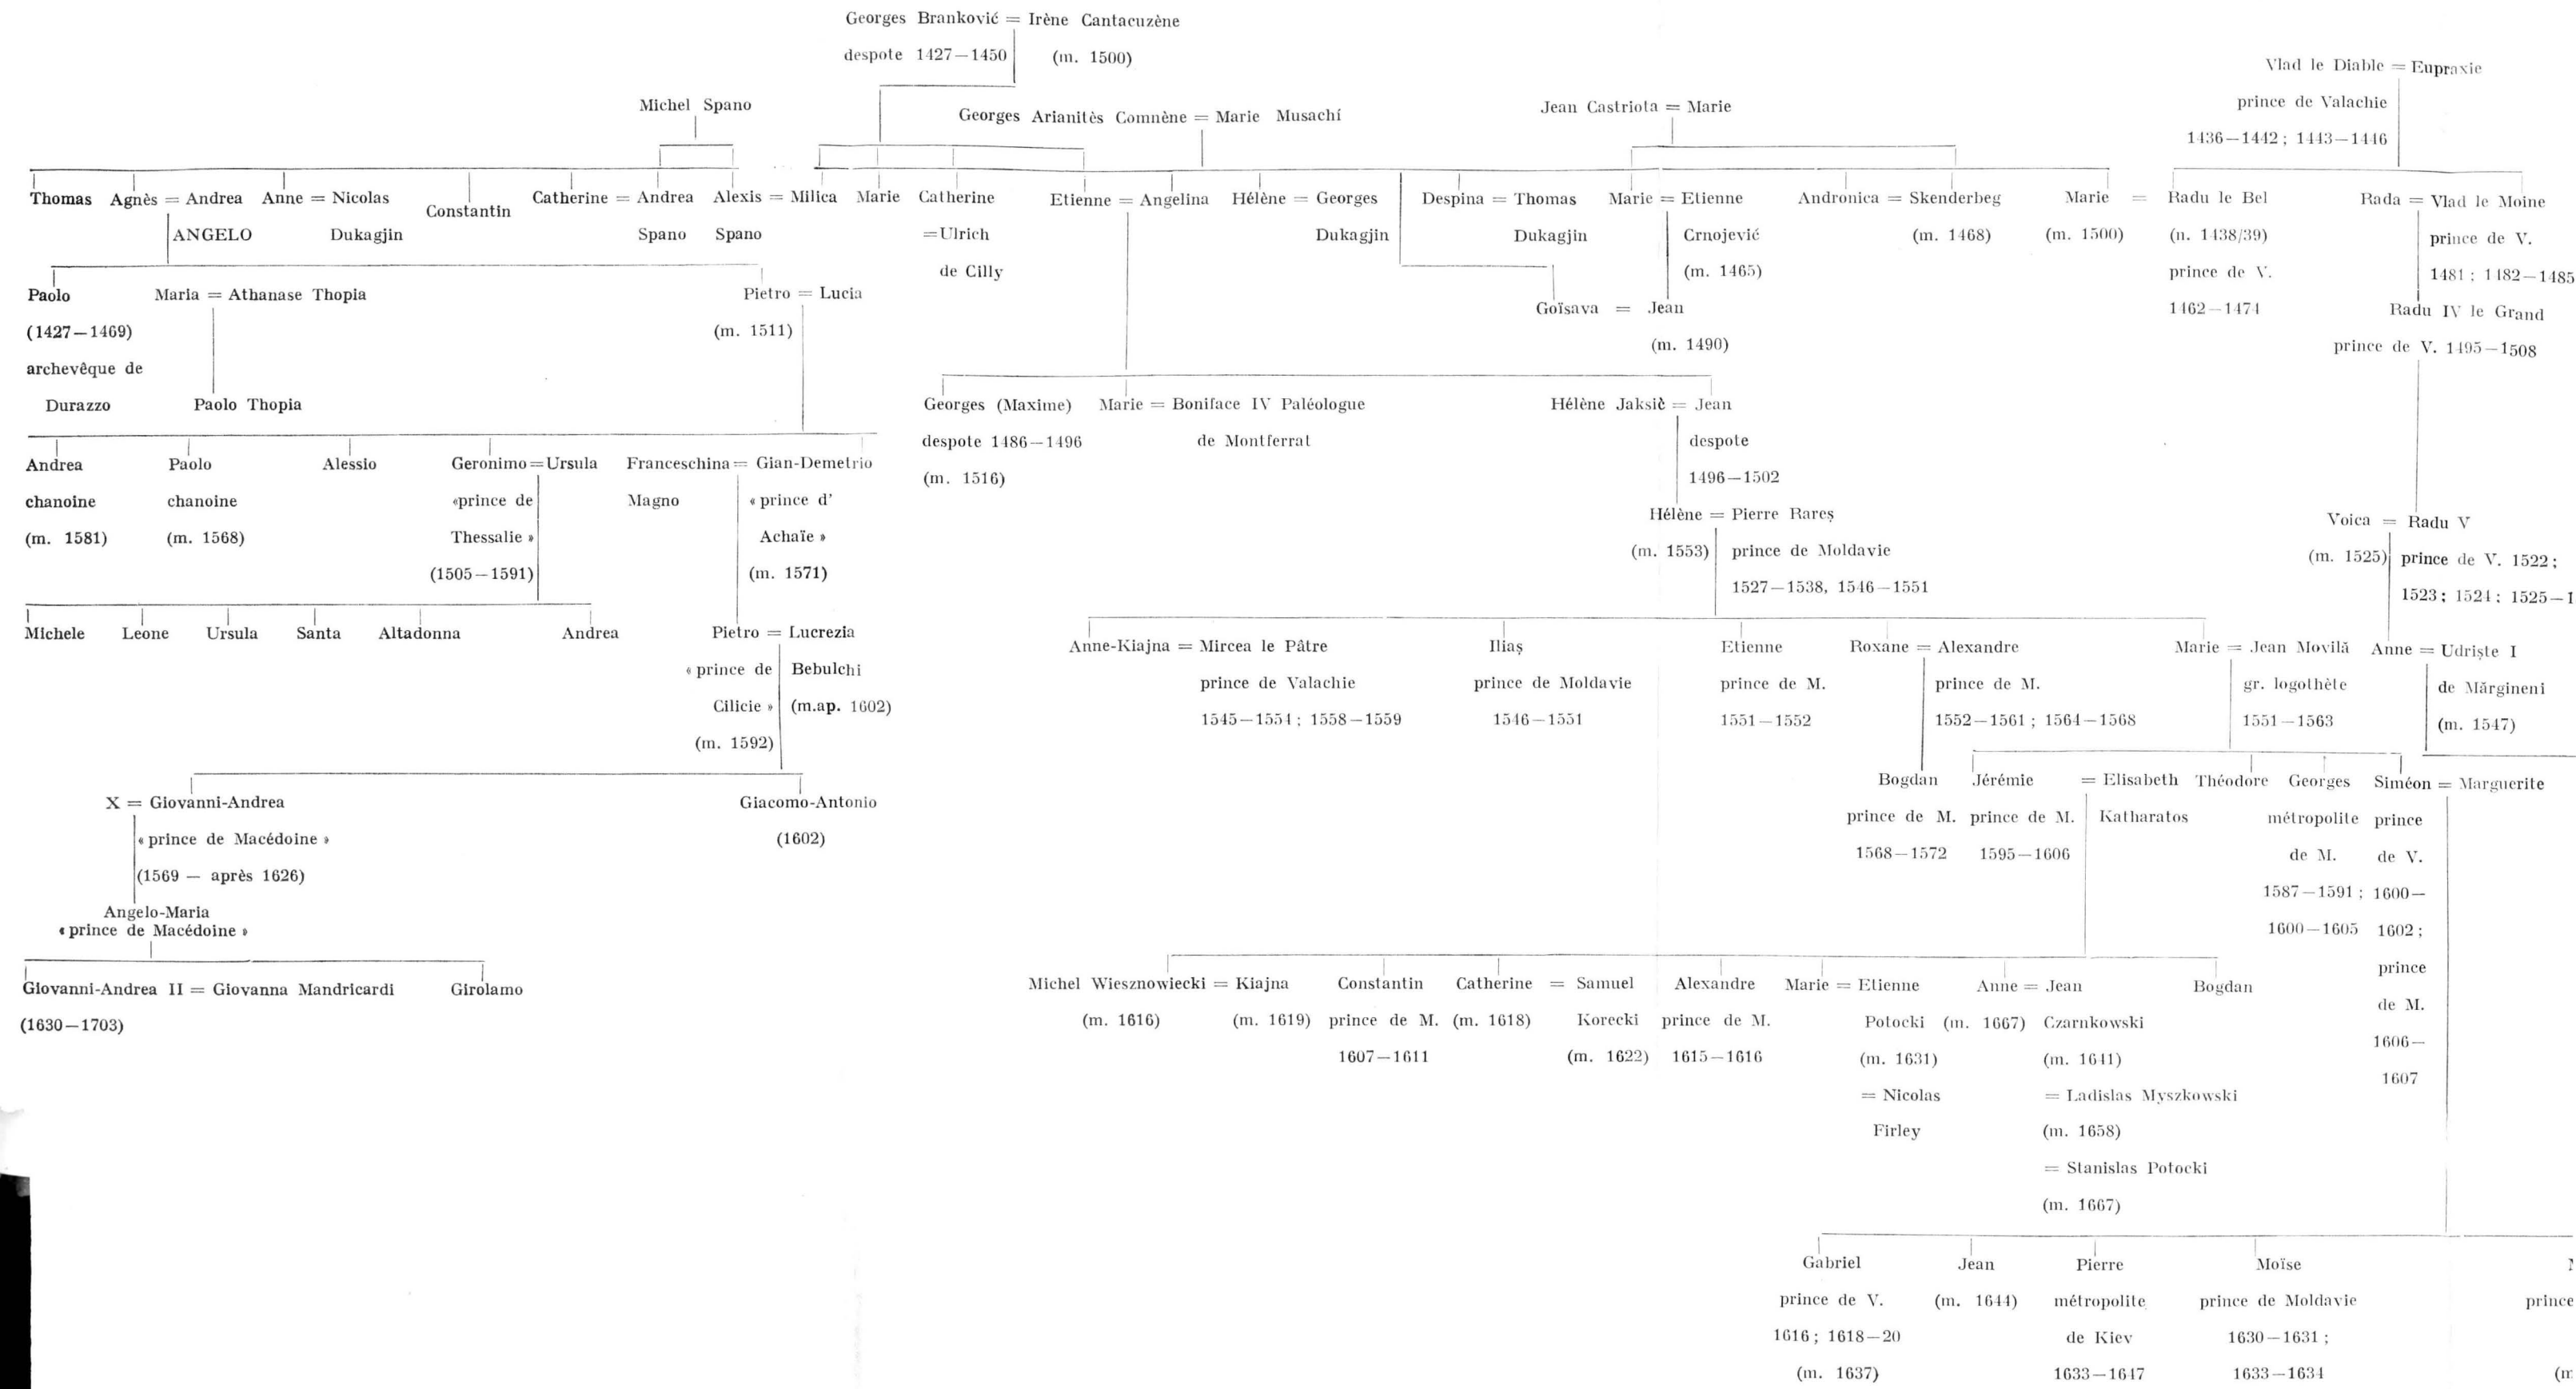 Georges Branković = Irène Cantacuzène
despote 1427—1450 (m. 1500)
Vlad le Diable = Eupraxie
prince de Valachie
1436—1442 ; 1443—1446
Michel Spano
Georges Arianitès Comnène = Marie Musachí
Jean Castriota = Marie
Thomas Agnès = Andrea Anne = Nicolas Constantin Catherine = Andrea Alexis = Milica Marie Catherine Etienne = Angelina Hélène = Georges Despina = Thomas Marie = Etienne Andronica = Skenderbeg Marie = Radu le Bel Rada = Vlad le Moine
ANGELO Dukagjin Spano Spano =Ulrich Dukagjin Dukagjin Crnojević (m. 1468) (m. 1500) (n. 1438/39) prince de V.
de Cilly (m. 1465) prince de V. 1481 ; 1482—1485
Paolo Maria = Athanase Thopia Pietro = Lucia Goïsava = Jean 1462—1474 Radu IV le Grand
(1427—1469) (m. 1511) (m. 1490) prince de V. 1495—1508
archevêque de
Durazzo Paolo Thopia Georges (Maxime) Marie = Boniface IV Paléologue Hélène Jaksič = Jean
despote 1486—1496 de Montferrat despote
Andrea Paolo Alessio Geronimo = Ursula Franceschina = Gian-Demetrio (m. 1516) 1496—1502
chanoine chanoine «prince de Magno « prince d'
(m. 1581) (m. 1568) Thessalie » Achaïe » Hélène = Pierre Rareș Voica = Radu V
(1505—1591) (m. 1571) (m. 1553) prince de Moldavie (m. 1525) prince de V. 1522 ;
1527—1538, 1546—1551 1523 ; 1524 ; 1525—1
Michele Leone Ursula Santa Altadonna Andrea Pietro = Lucrezia Anne-Kiajna = Mircea le Pâtre Iliaș Etienne Roxane = Alexandre Marie = Jean Movilă Anne = Udriște I
« prince de Bebulchi prince de Valachie prince de Moldavie prince de M. prince de M. gr. logothète de Mărgineni
Cilicie » (m.ap. 1602) 1545—1554 ; 1558—1559 1546—1551 1551—1552 1552—1561 ; 1564—1568 1551—1563 (m. 1547)
(m. 1592)
X = Giovanni-Andrea Giacomo-Antonio Bogdan Jérémie = Elisabeth Théodore Georges Siméon = Marguerite
« prince de Macédoine » (1602) prince de M. prince de M. Katharatos métropolite prince
(1569 — après 1626) 1568—1572 1595—1606 de M. de V.
Angelo-Maria 1587—1591 ; 1600—
« prince de Macédoine » 1600—1605 1602 ;
prince
Giovanni-Andrea II = Giovanna Mandricardi Girolamo Michel Wiesznowiecki = Kiajna Constantin Catherine = Samuel Alexandre Marie = Etienne Anne = Jean Bogdan de M.
(1630—1703) (m. 1616) (m. 1619) prince de M. (m. 1618) Korecki prince de M. Potocki (m. 1667) Czarnkowski 1606—
1607—1611 (m. 1622) 1615—1616 (m. 1631) (m. 1641) 1607
= Nicolas = Ladislas Myszkowski
Firley (m. 1658)
= Stanislas Potocki
(m. 1667)
Gabriel Jean Pierre Moïse
prince de V. (m. 1644) métropolite prince de Moldavie prince
1616 ; 1618—20 de Kiev 1630—1631 ;
(m. 1637) 1633—1647 1633—1634